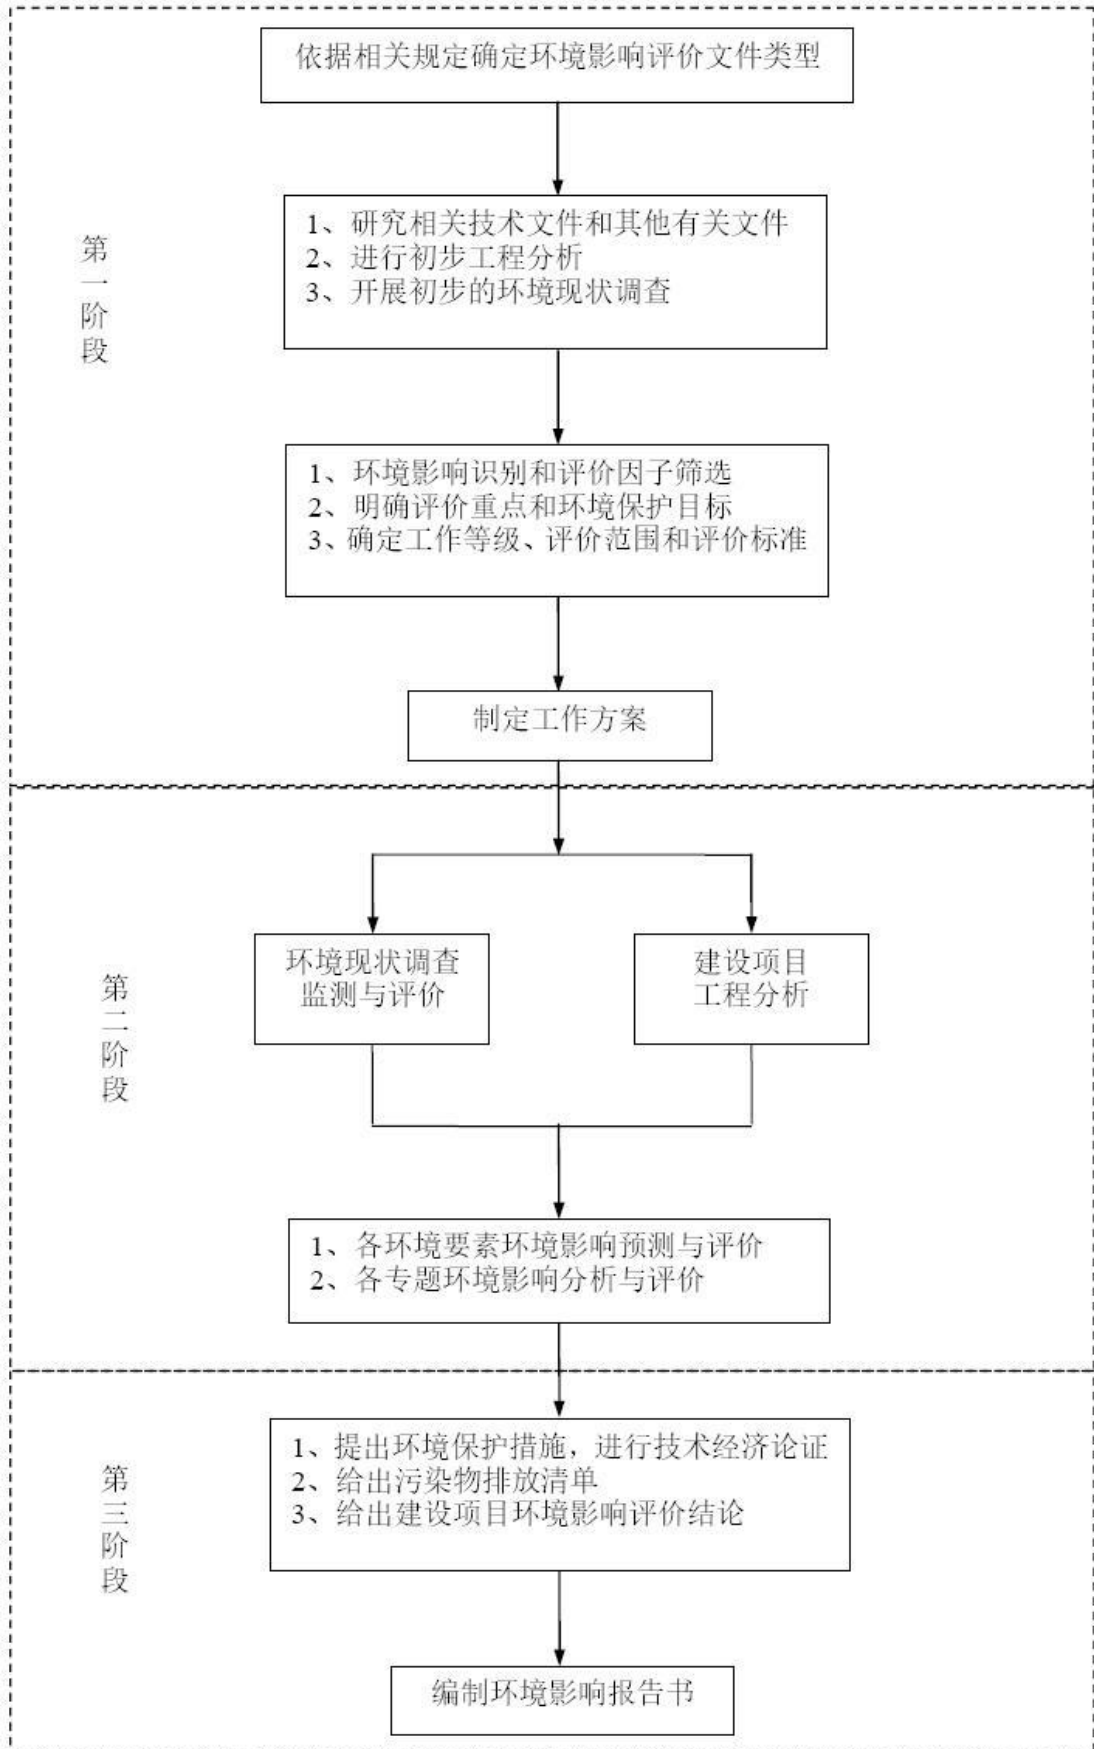 依据相关规定确定环境影响评价文件类型
1、研究相关技术文件和其他有关文件
2、进行初步工程分析
3、开展初步的环境现状调查
第一阶段
1、环境影响识别和评价因子筛选
2、明确评价重点和环境保护目标
3、确定工作等级、评价范围和评价标准
制定工作方案
环境现状调查
监测与评价
建设项目
工程分析
第二阶段
1、各环境要素环境影响预测与评价
2、各专题环境影响分析与评价
1、提出环境保护措施，进行技术经济论证
2、给出污染物排放清单
3、给出建设项目环境影响评价结论
第三阶段
编制环境影响报告书